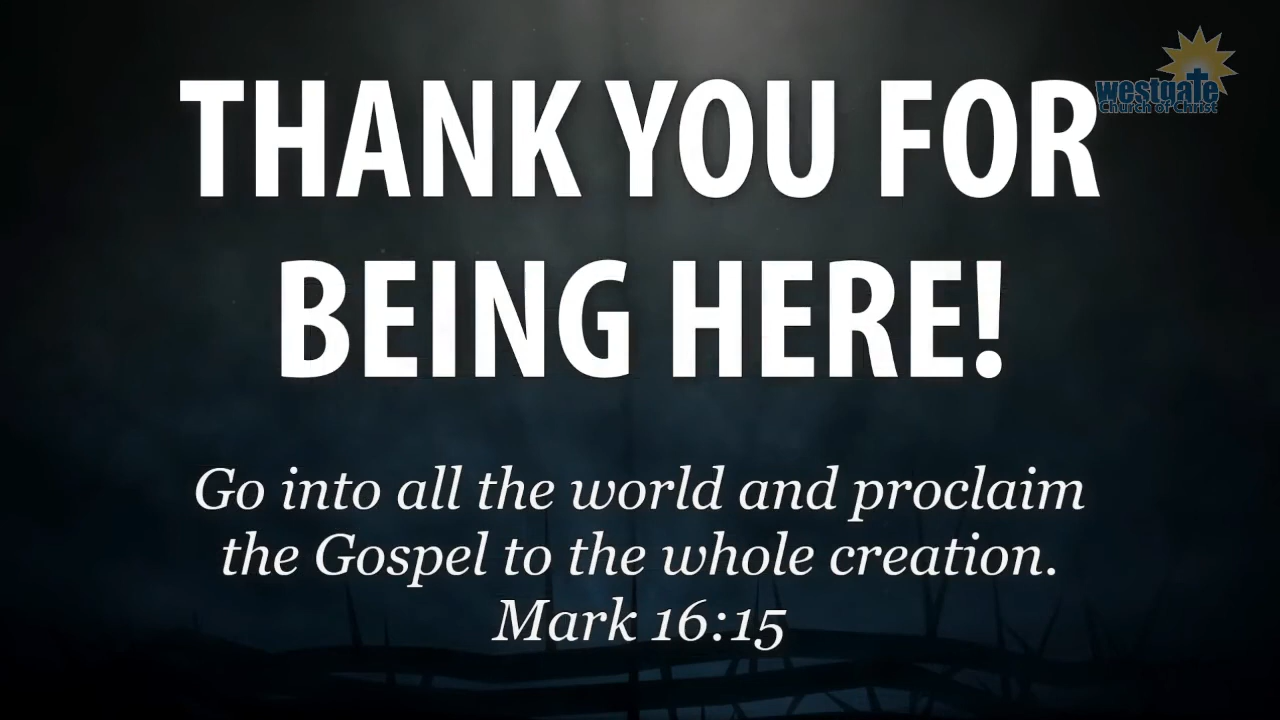 westgate
Church of Christ
THANK YOU FOR
BEING HERE!
Go into all the world and proclaim
the Gospel to the whole creation.
Mark 16:15